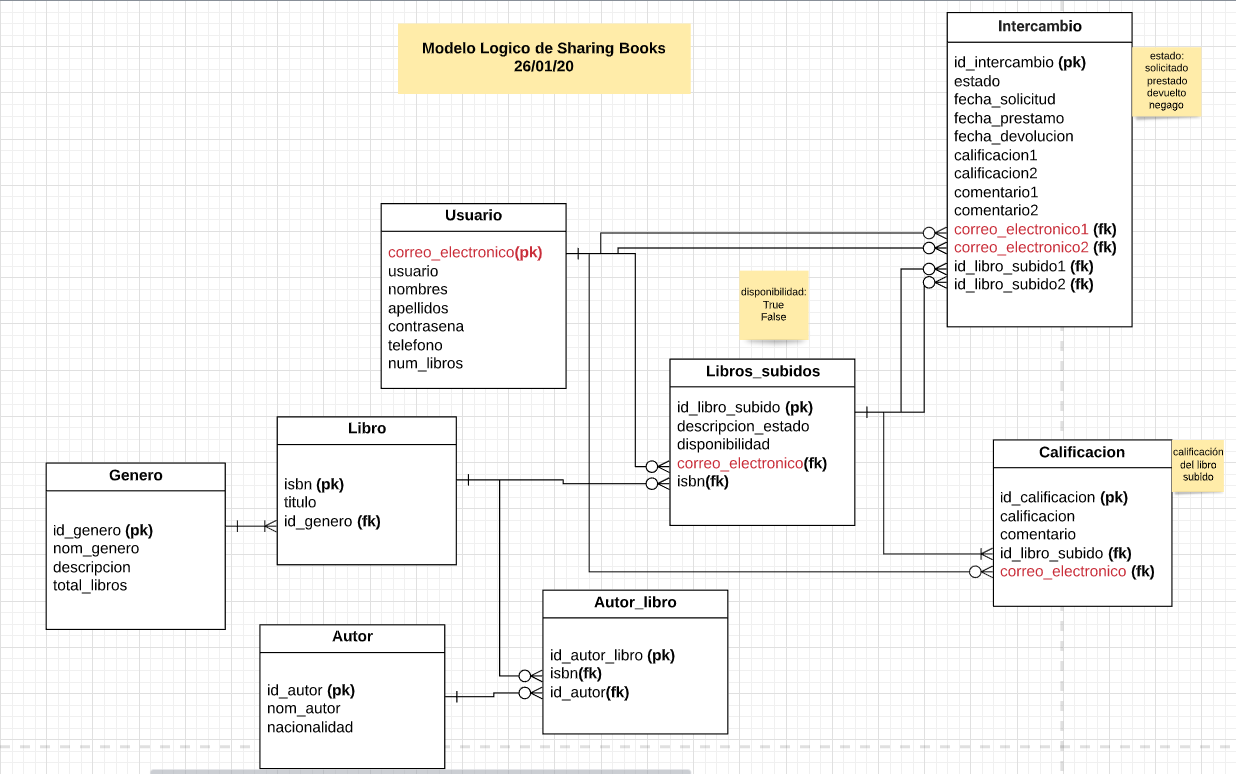 Modelo Logico de Sharing Books
26/01/20
Intercambio
id_intercambio (pk)
estado
fecha_solicitud
fecha_prestamo
fecha_devolucion
calificacion1
calificacion2
comentario1
comentario2
correo_electronico1 (fk)
correo_electronico2 (fk)
id_libro_subido1 (fk)
id_libro_subido2 (fk)
estado:
solicitado
prestado
devuelto
negago
Usuario
correo_electronico(pk)
usuario
nombres
apellidos
contrasena
telefono
num_libros
disponibilidad:
True
False
Libros_subidos
id_libro_subido (pk)
descripcion_estado
disponibilidad
correo_electronico(fk)
isbn(fk)
Libro
isbn (pk)
titulo
id_genero (fk)
Genero
id_genero (pk)
nom_genero
descripcion
total_libros
Calificacion
id_calificacion (pk)
calificacion
comentario
id_libro_subido (fk)
correo_electronico (fk)
calificación
del libro
subido
Autor_libro
id_autor_libro (pk)
isbn(fk)
id_autor(fk)
Autor
id_autor (pk)
nom_autor
nacionalidad